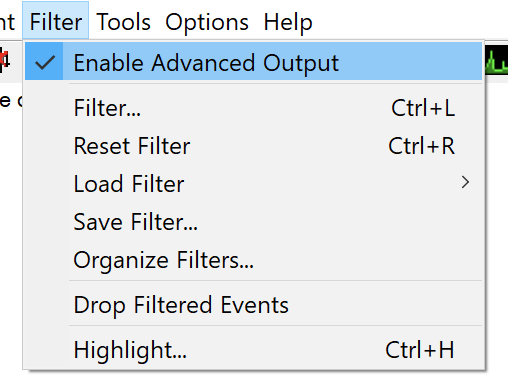 nt Filter Tools Options Help
Enable Advanced Output
e
Filter... Ctrl+L
Reset Filter Ctrl+R
Load Filter
Save Filter...
Organize Filters...
Drop Filtered Events
Highlight... Ctrl+H